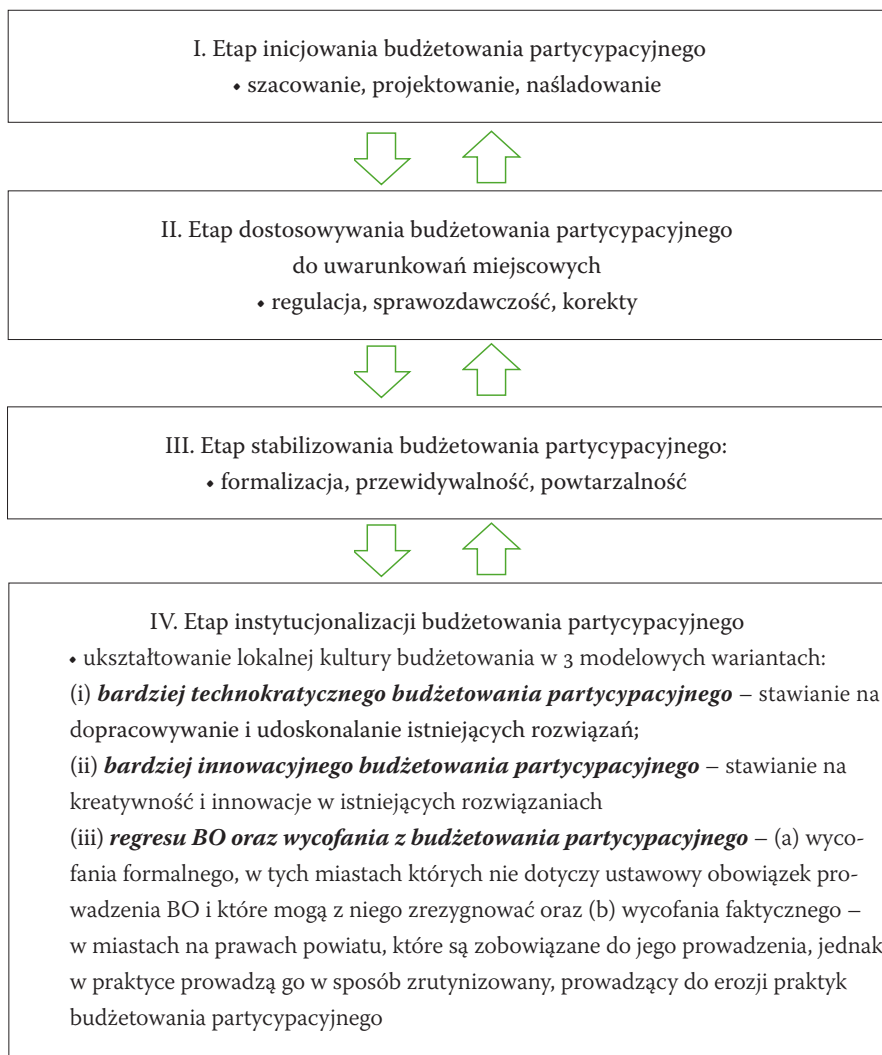 I. Etap inicjowania budżetowania partycypacyjnego
• szacowanie, projektowanie, naśladowanie
II. Etap dostosowywania budżetowania partycypacyjnego
do uwarunkowań miejscowych
• regulacja, sprawozdawczość, korekty
III. Etap stabilizowania budżetowania partycypacyjnego:
• formalizacja, przewidywalność, powtarzalność
IV. Etap instytucjonalizacji budżetowania partycypacyjnego
• ukształtowanie lokalnej kultury budżetowania w 3 modelowych wariantach:
(i) bardziej technokratycznego budżetowania partycypacyjnego – stawianie na
dopracowywanie i udoskonalanie istniejących rozwiązań;
(ii) bardziej innowacyjnego budżetowania partycypacyjnego – stawianie na
kreatywność i innowacje w istniejących rozwiązaniach
(iii) regresu BO oraz wycofania z budżetowania partycypacyjnego – (a) wyco-
fania formalnego, w tych miastach których nie dotyczy ustawowy obowiązek pro-
wadzenia BO i które mogą z niego zrezygnować oraz (b) wycofania faktycznego –
w miastach na prawach powiatu, które są zobowiązane do jego prowadzenia, jednak
w praktyce prowadzą go w sposób zrutynizowany, prowadzący do erozji praktyk
budżetowania partycypacyjnego